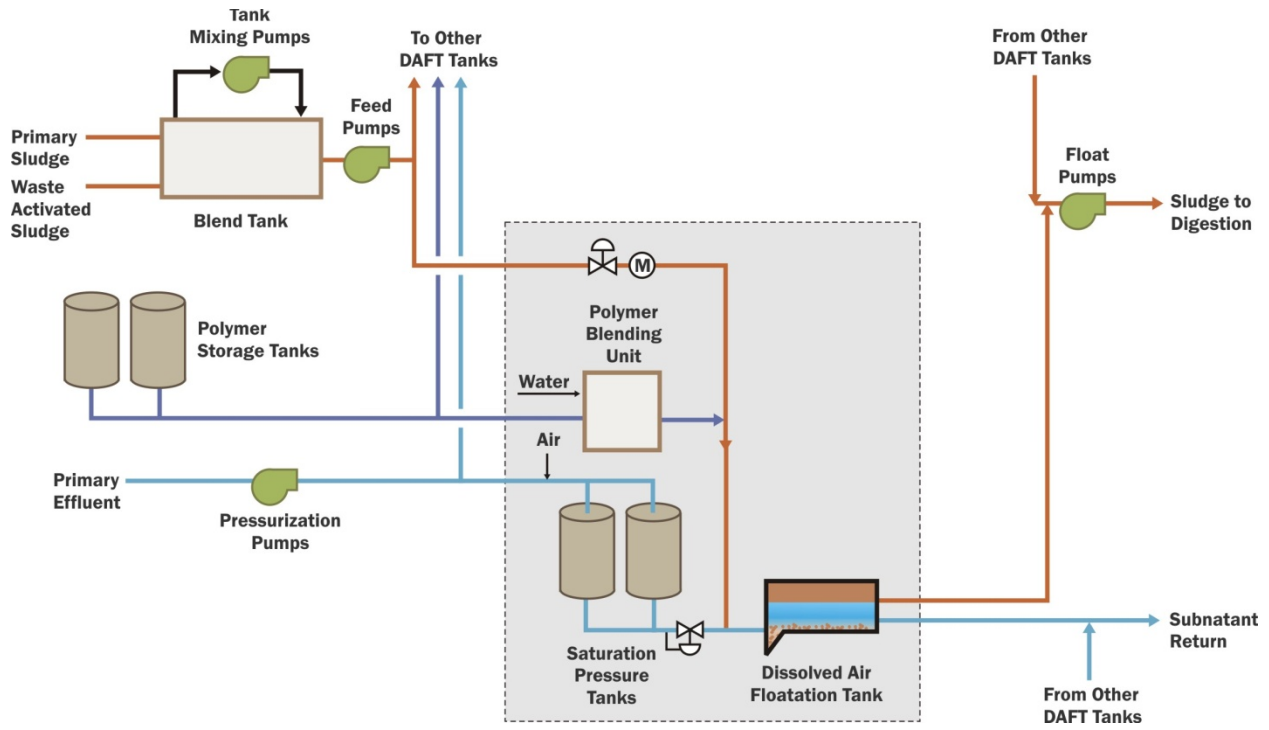 Tank
Mixing Pumps
To Other
DAFT Tanks
From Other
DAFT Tanks
Feed
Pumps
Primary
Sludge
Waste
Activated
Sludge
Blend Tank
Float
Pumps
Sludge to
Digestion
M
Polymer
Storage Tanks
Polymer
Blending
Unit
Water
Air
Primary
Effluent
Pressurization
Pumps
Saturation
Pressure
Tanks
Dissolved Air
Floatation Tank
Subnatant
Return
From Other
DAFT Tanks